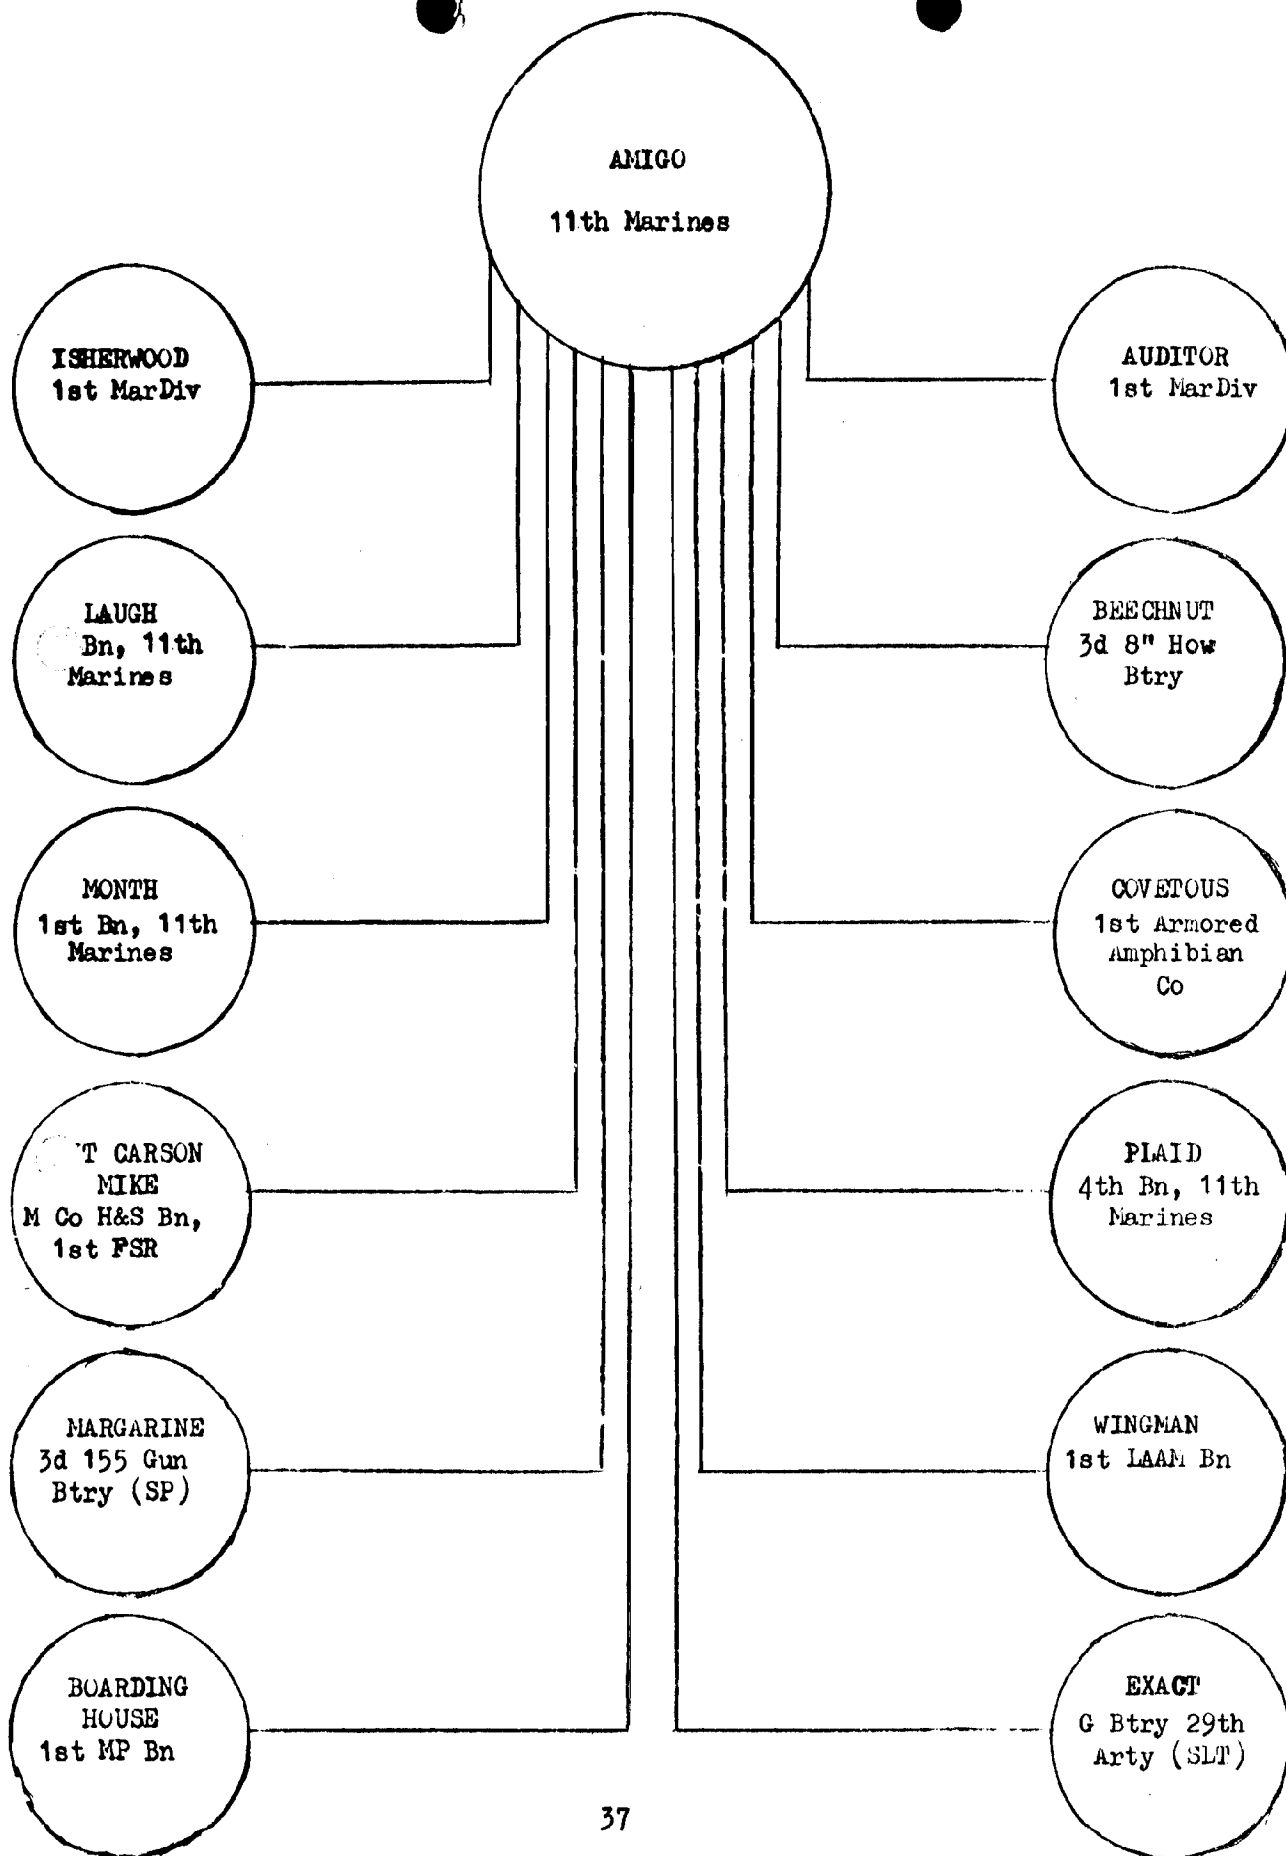 AMIGO
11th Marines
ISHERWOOD
1st MarDiv
LAUGH
Bn, 11th
Marines
MONTH
1st Bn, 11th
Marines
CARSON
MIKE
M Co H&S Bn,
1st FSR
MARGARINE
3d 155 Gun
Btry (SP)
BOARDING
HOUSE
1st MP Bn
AUDITOR
1st MarDiv
BEECHNUT
3d 8" How
Btry
COVETOUS
1st Armored
Amphibian
Co
PLAID
4th Bn, 11th
Marines
WINGMAN
1st LAAM Bn
EXACT
G Btry 29th
Arty (SLT)
37